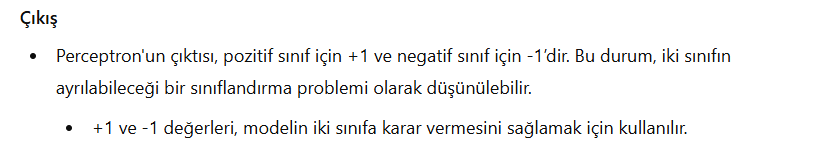 Çıkış
• Perceptron'un çıktısı, pozitif sınıf için +1 ve negatif sınıf için -1’dir. Bu durum, iki sınıfın
ayrılabileceği bir sınıflandırma problemi olarak düşünülebilir.
• +1 ve -1 değerleri, modelin iki sınıfa karar vermesini sağlamak için kullanılır.